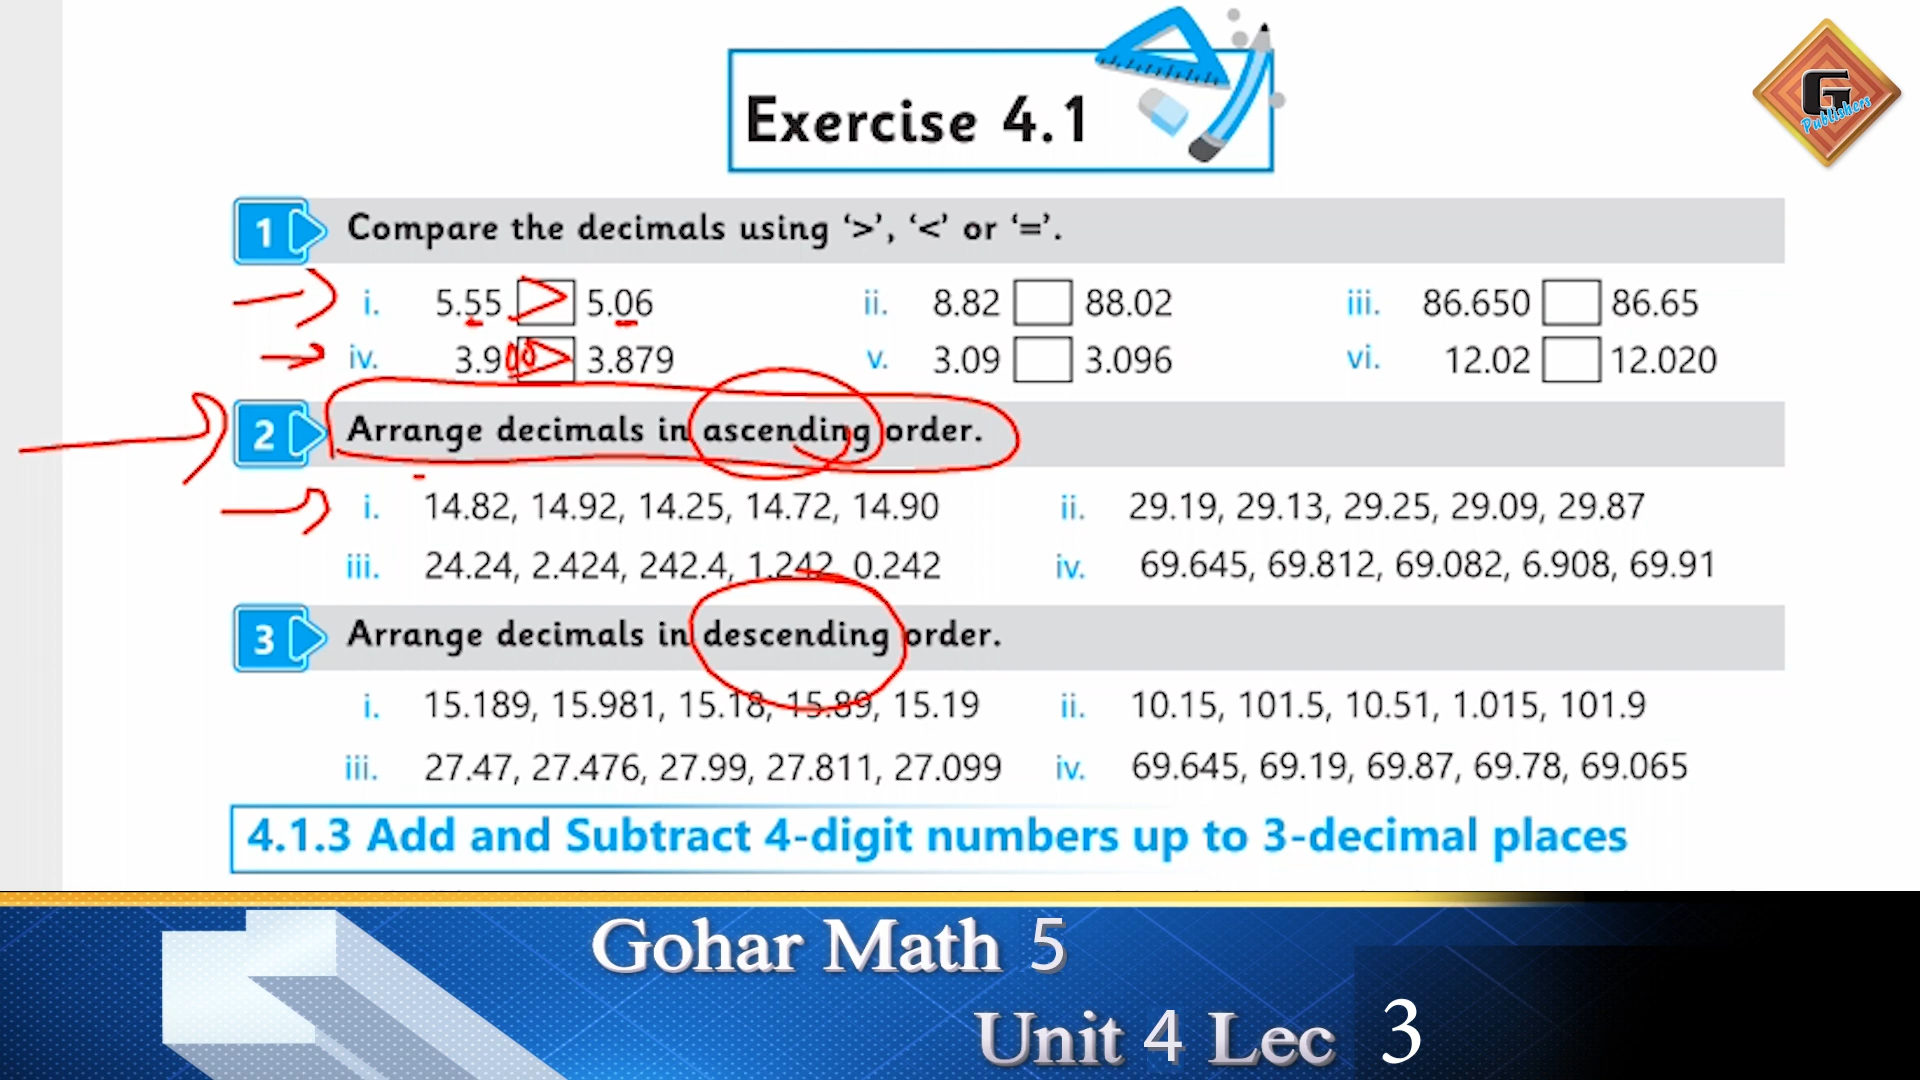 G
Publishers
Exercise 4.1
1 Compare the decimals using ‘>’, ‘<’ or ‘=’.
i. 5.55 > 5.06 ii. 8.82 88.02 iii. 86.650 86.65
iv. 3.900 > 3.879 v. 3.09 3.096 vi. 12.02 12.020
2 Arrange decimals in ascending order.
i. 14.82, 14.92, 14.25, 14.72, 14.90 ii. 29.19, 29.13, 29.25, 29.09, 29.87
iii. 24.24, 2.424, 242.4, 1.242, 0.242 iv. 69.645, 69.812, 69.082, 6.908, 69.91
3 Arrange decimals in descending order.
i. 15.189, 15.981, 15.18, 15.89, 15.19 ii. 10.15, 101.5, 10.51, 1.015, 101.9
iii. 27.47, 27.476, 27.99, 27.811, 27.099 iv. 69.645, 69.19, 69.87, 69.78, 69.065
4.1.3 Add and Subtract 4-digit numbers up to 3-decimal places
Gohar Math 5
Unit 4 Lec 3